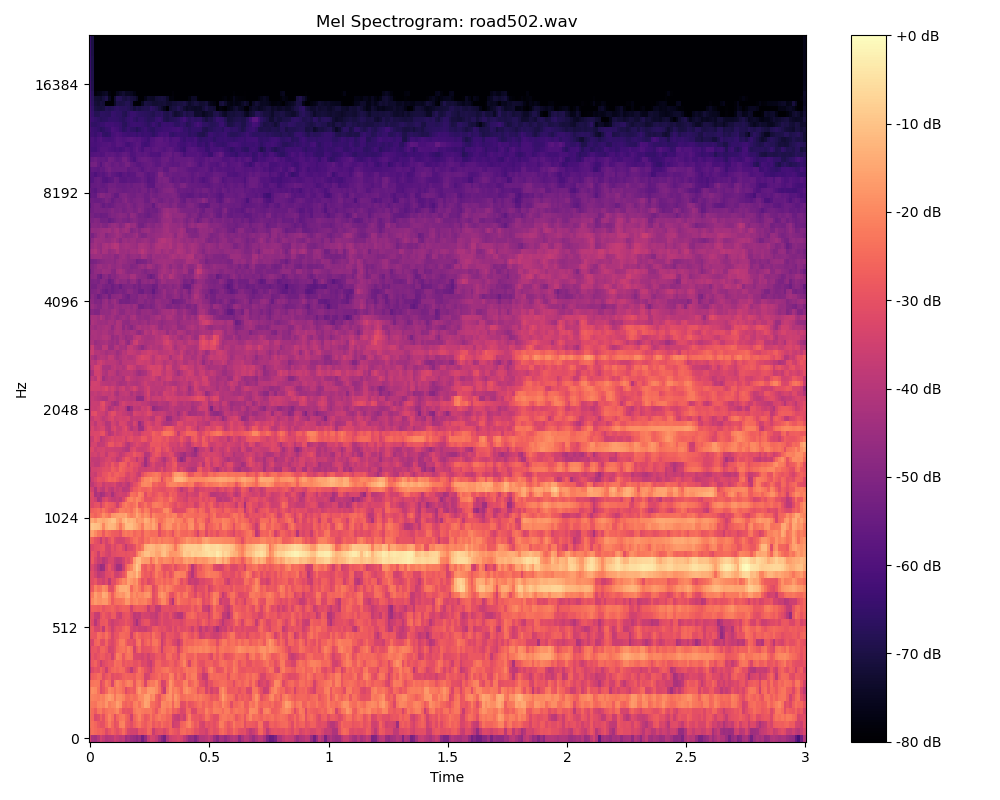 Mel Spectrogram: road502.wav
Hz
16384
8192
4096
2048
1024
512
0
0 0.5 1 1.5 2 2.5 3
Time
+0 dB
-10 dB
-20 dB
-30 dB
-40 dB
-50 dB
-60 dB
-70 dB
-80 dB